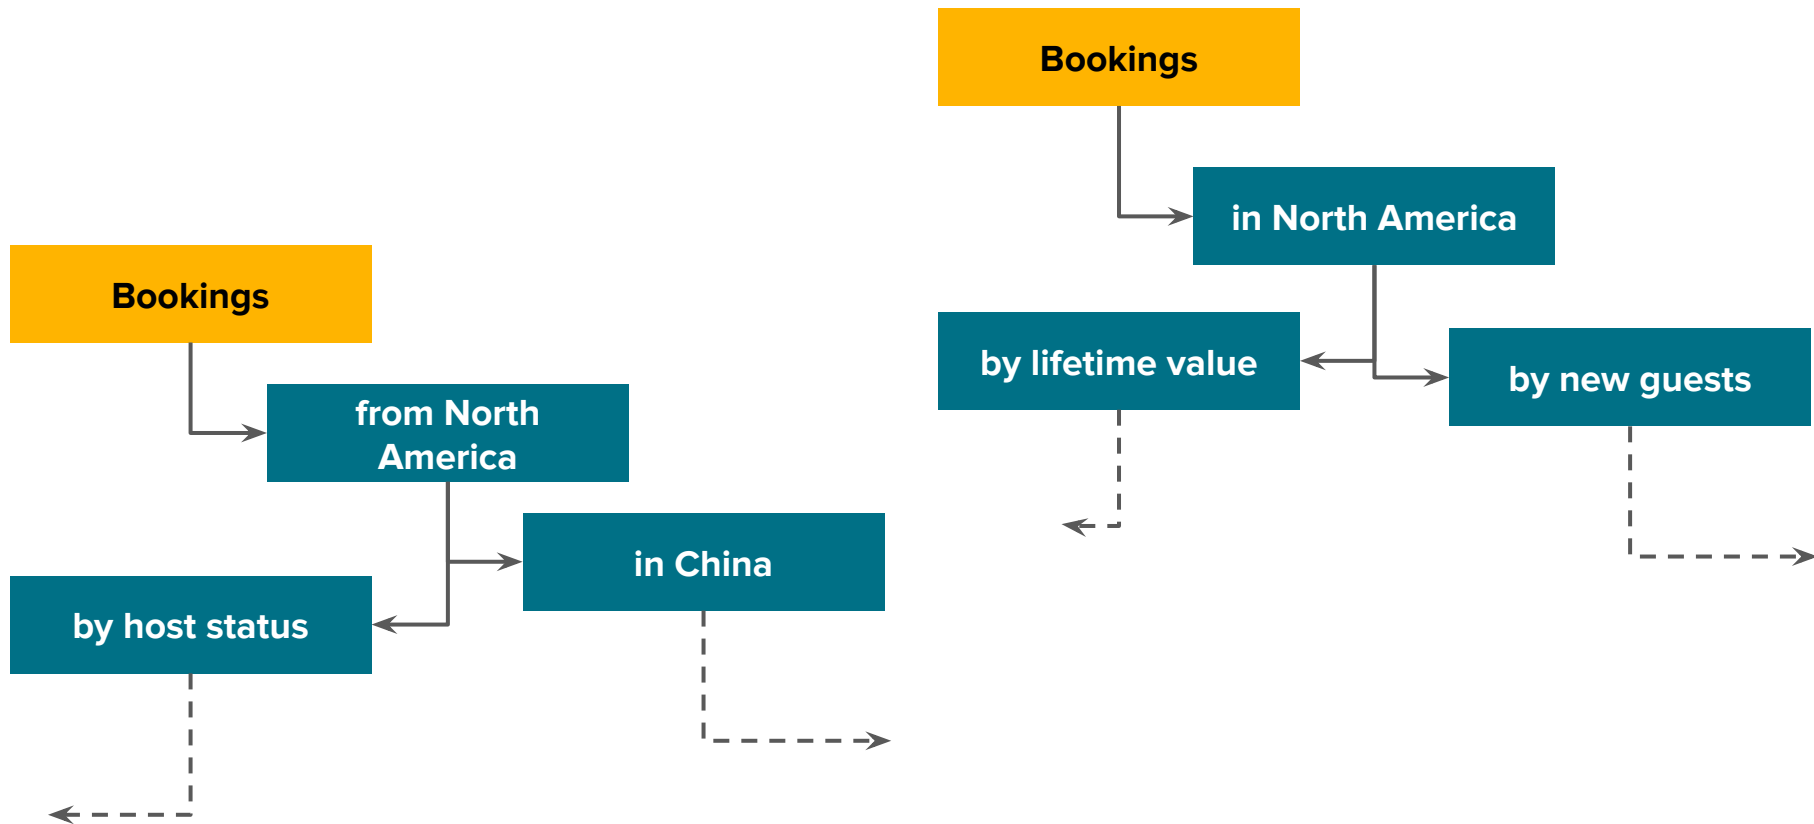 Bookings
from North
America
in China
by host status
Bookings
in North America
by lifetime value
by new guests